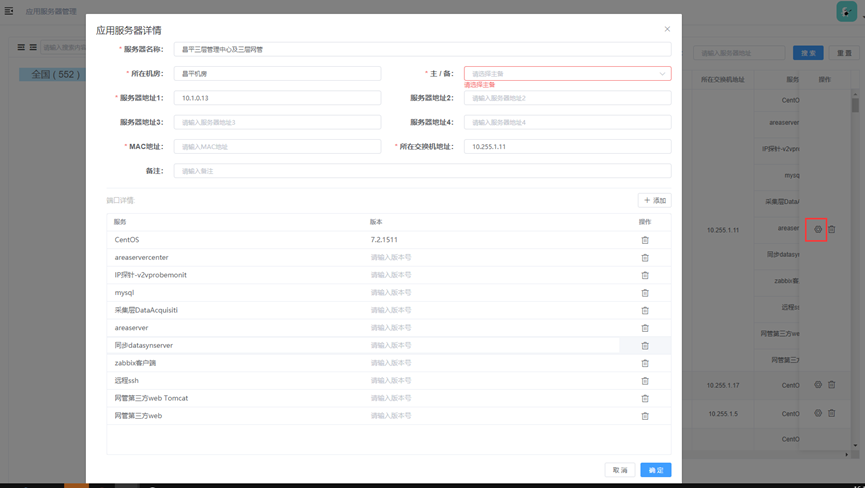 应用服务器管理
应用服务器详情
* 服务器名称： 昌平三层管理中心及三层网管
* 所在机房： 昌平机房 * 主 / 备： 请选择主备
请选择主备
* 服务器地址1： 10.1.0.13 服务器地址2： 请输入服务器地址2
服务器地址3： 请输入服务器地址3 服务器地址4： 请输入服务器地址4
* MAC地址： 请输入MAC地址 * 所在交换机地址： 10.255.1.11
备注： 请输入备注
端口详情: + 添加
服务 版本 操作
CentOS 7.2.1511
areaservercenter 请输入版本号
IP探针-v2vprobemonit 请输入版本号
mysql 请输入版本号
采集层DataAcquisiti 请输入版本号
areaserver 请输入版本号
同步datasynserver 请输入版本号
zabbix客户端 请输入版本号
远程ssh 请输入版本号
网管第三方web Tomcat 请输入版本号
网管第三方web 请输入版本号
取 消 确 定
请输入搜索内容
全国（552）
请输入服务器地址 搜 索 重 置
所在交换机地址 服务 操作
CentO
areaserver
IP探针-v2vpn
mysq
采集层DataA
10.255.1.11 areaser
同步datasyn
zabbix客
远程ss
网管第三方we
网管第三方
10.255.1.17 CentO
10.255.1.5 CentO
CentO